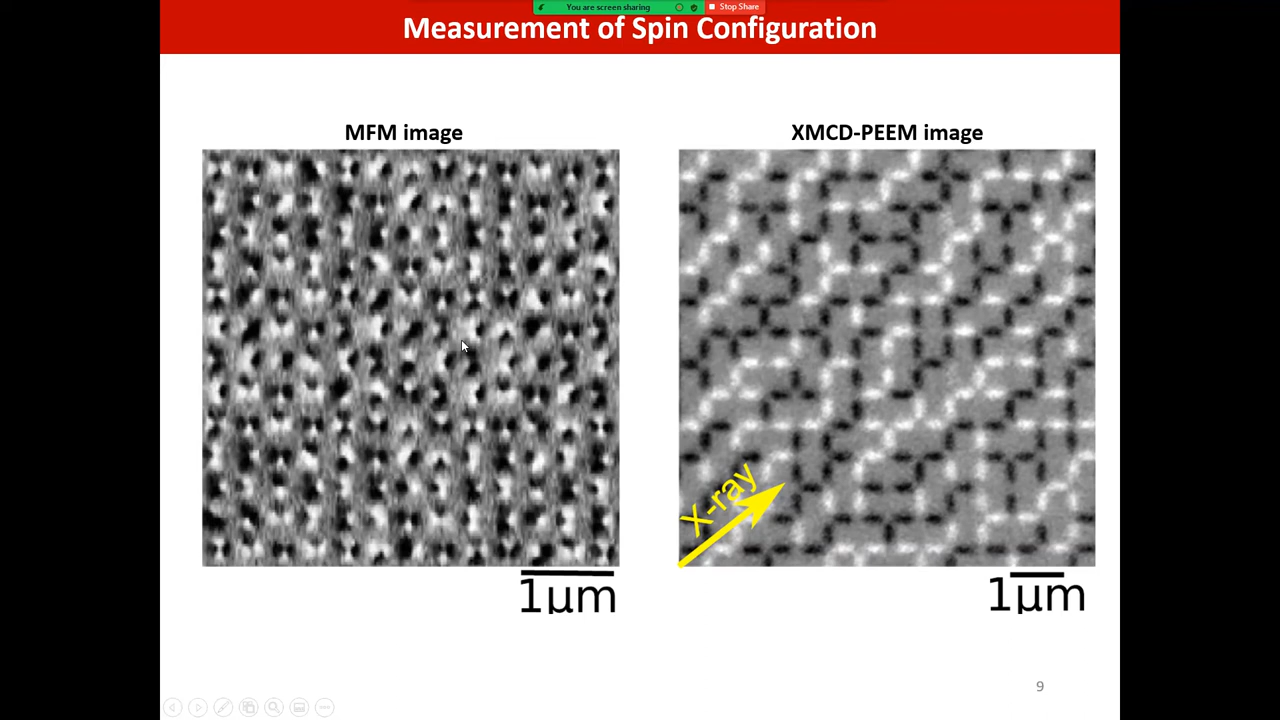 You are screen sharing
Stop Share
Measurement of Spin Configuration
MFM image
XMCD-PEEM image
X-ray
1µm
1µm
9